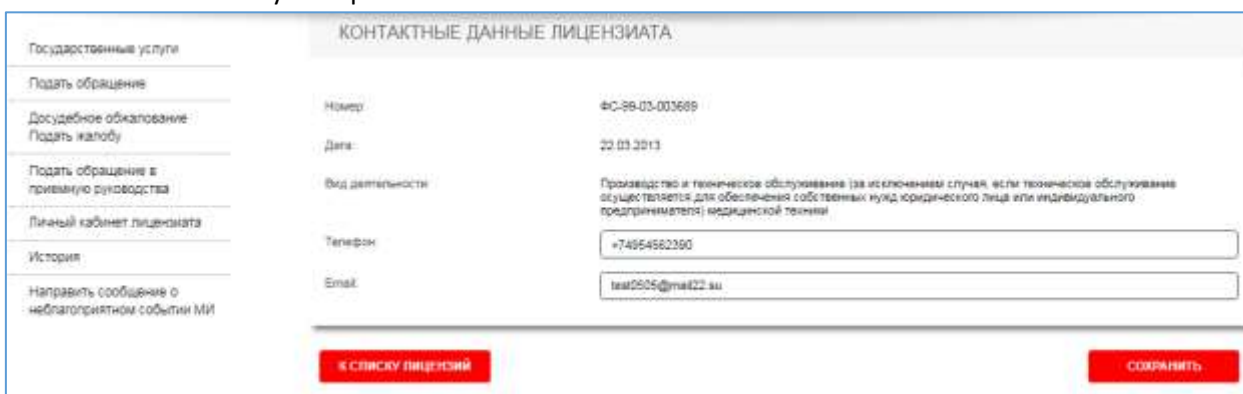 КОНТАКТНЫЕ ДАННЫЕ ЛИЦЕНЗИАТА
Государственные услуги
Подать обращение
Досудебное обжалование
Подать жалобу
Подать обращение в
приемную руководства
Личный кабинет лицензиата
История
Направить сообщение о
неблагоприятном событии МИ
Номер: ФС-99-03-003689
Дата: 22.03.2013
Вид деятельности: Производство и техническое обслуживание (за исключением случая, если техническое обслуживание
осуществляется для обеспечения собственных нужд юридического лица или индивидуального
предпринимателя) медицинской техники
Телефон: +74954562390
Email: test0505@mail22.su
К СПИСКУ ЛИЦЕНЗИЙ
СОХРАНИТЬ